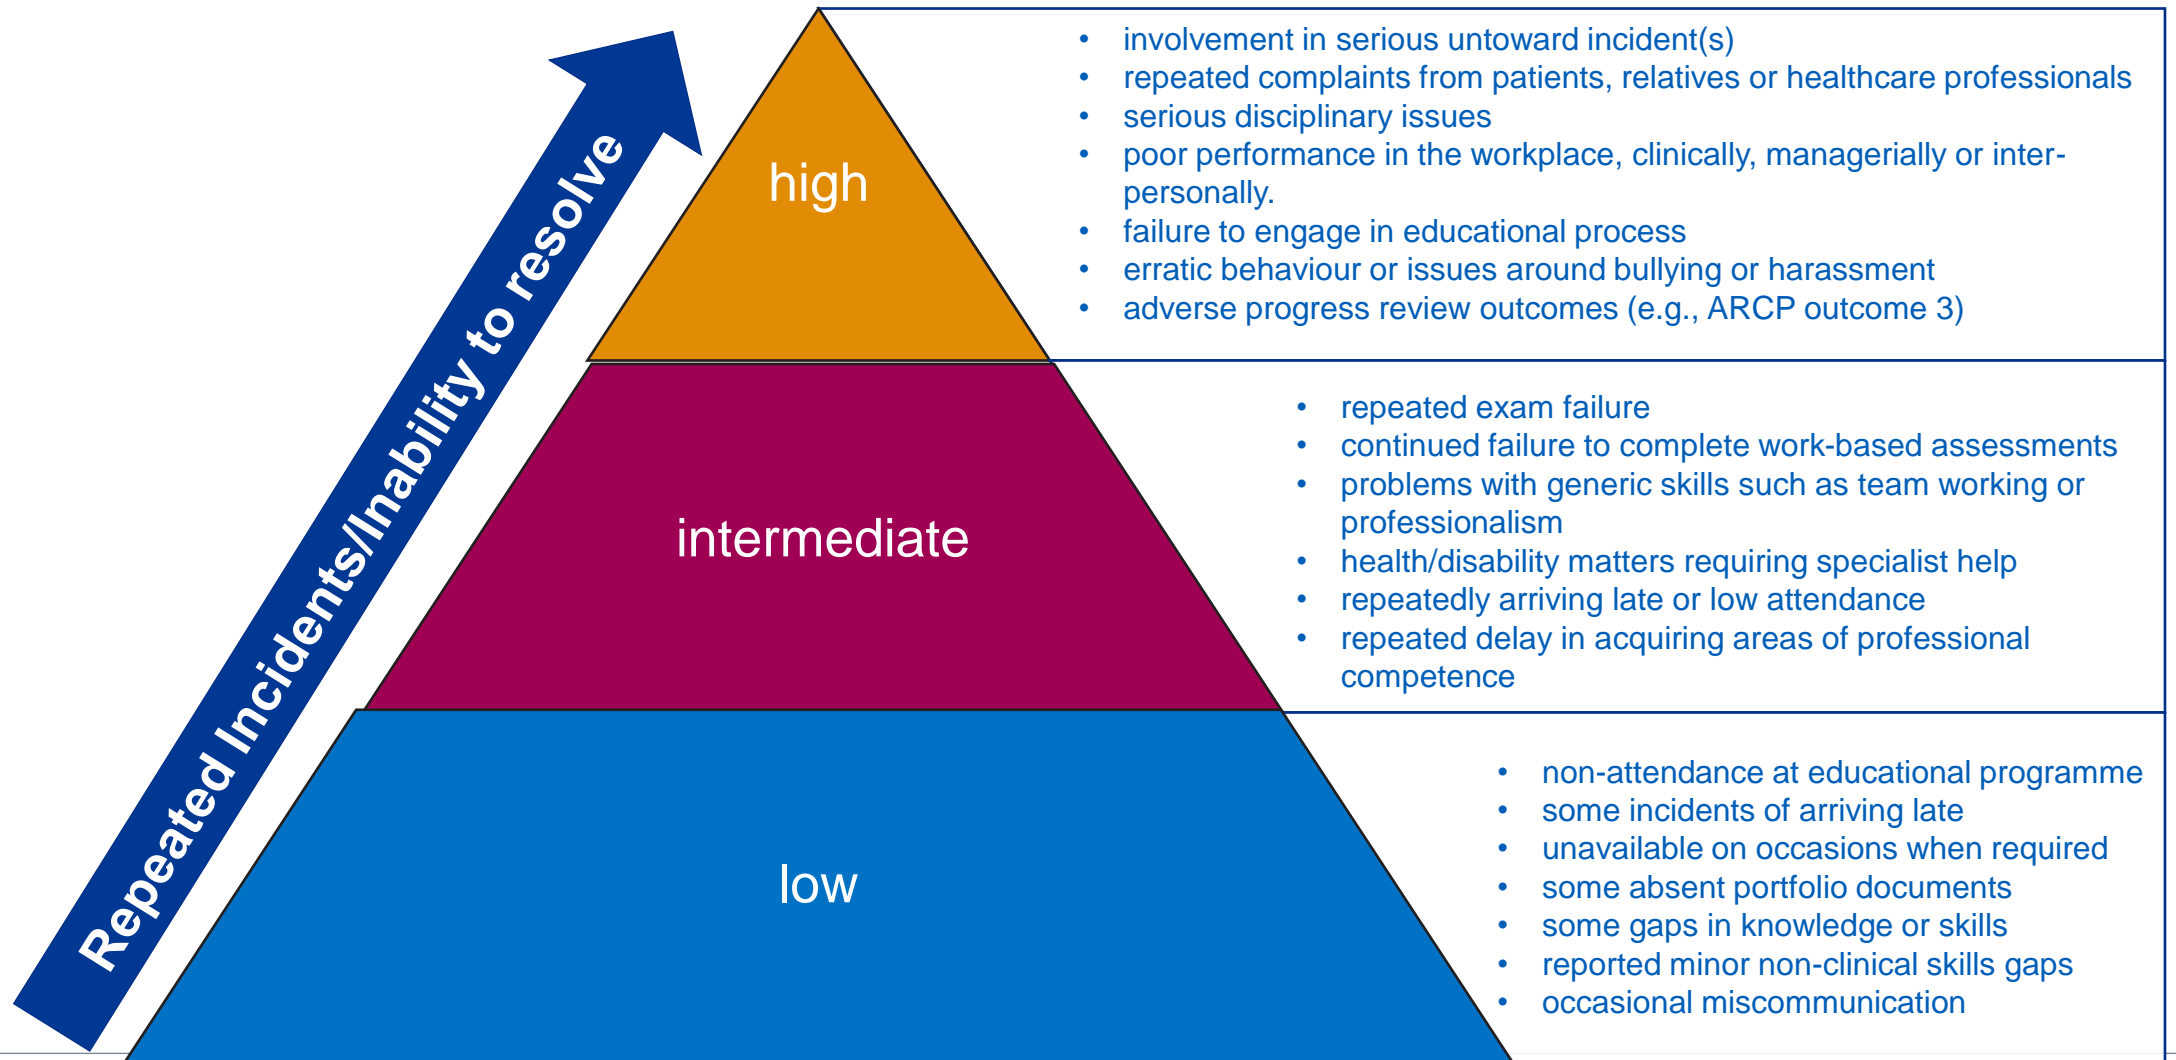 Repeated Incidents/Inability to resolve
high
• involvement in serious untoward incident(s)
• repeated complaints from patients, relatives or healthcare professionals
• serious disciplinary issues
• poor performance in the workplace, clinically, managerially or inter-
personally.
• failure to engage in educational process
• erratic behaviour or issues around bullying or harassment
• adverse progress review outcomes (e.g., ARCP outcome 3)
intermediate
• repeated exam failure
• continued failure to complete work-based assessments
• problems with generic skills such as team working or
professionalism
• health/disability matters requiring specialist help
• repeatedly arriving late or low attendance
• repeated delay in acquiring areas of professional
competence
low
• non-attendance at educational programme
• some incidents of arriving late
• unavailable on occasions when required
• some absent portfolio documents
• some gaps in knowledge or skills
• reported minor non-clinical skills gaps
• occasional miscommunication